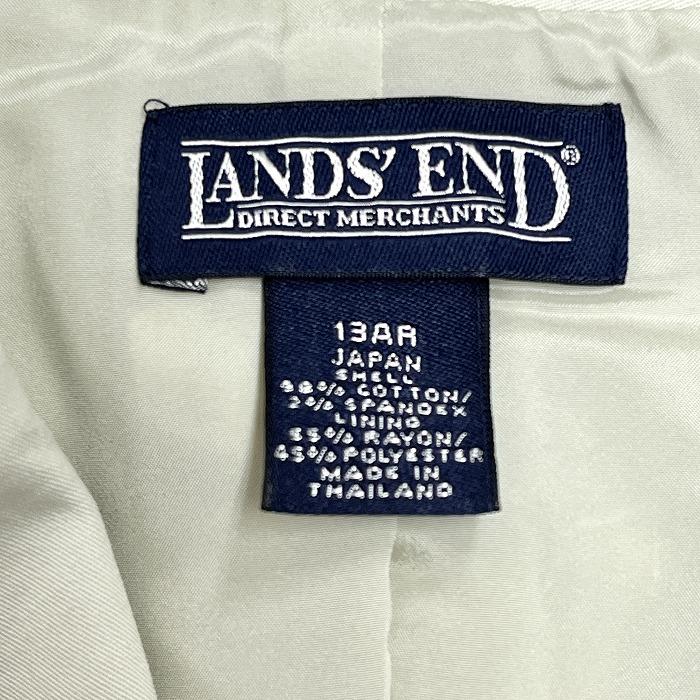 LANDS' END®
DIRECT MERCHANTS
13AR
JAPAN
SHELL
98% COTTON/
2% SPANDEX
LINING
55% RAYON/
45% POLYESTER
MADE IN
THAILAND